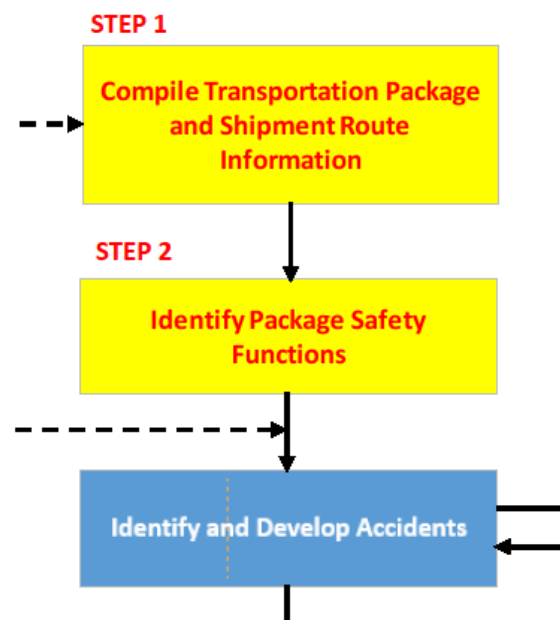 STEP 1
Compile Transportation Package
and Shipment Route
Information
STEP 2
Identify Package Safety
Functions
Identify and Develop Accidents